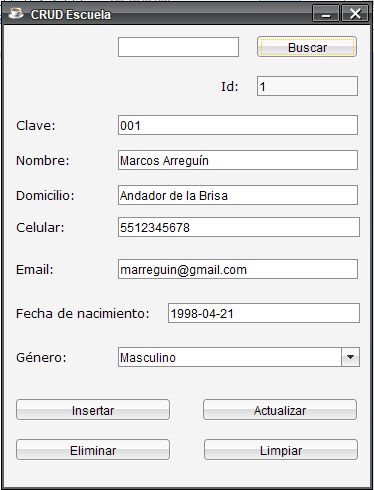 CRUD Escuela
Buscar
Id: 1
Clave: 001
Nombre: Marcos Arreguín
Domicilio: Andador de la Brisa
Celular: 5512345678
Email: marreguin@gmail.com
Fecha de nacimiento: 1998-04-21
Género: Masculino
Insertar Actualizar
Eliminar Limpiar